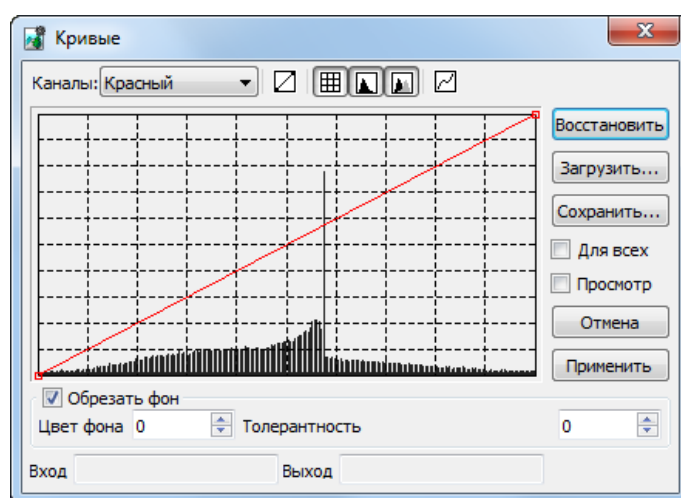 Кривые
Каналы: Красный
Восстановить
Загрузить...
Сохранить...
Для всех
Просмотр
Отмена
Применить
Обрезать фон
Цвет фона 0 Толерантность 0
Вход Выход